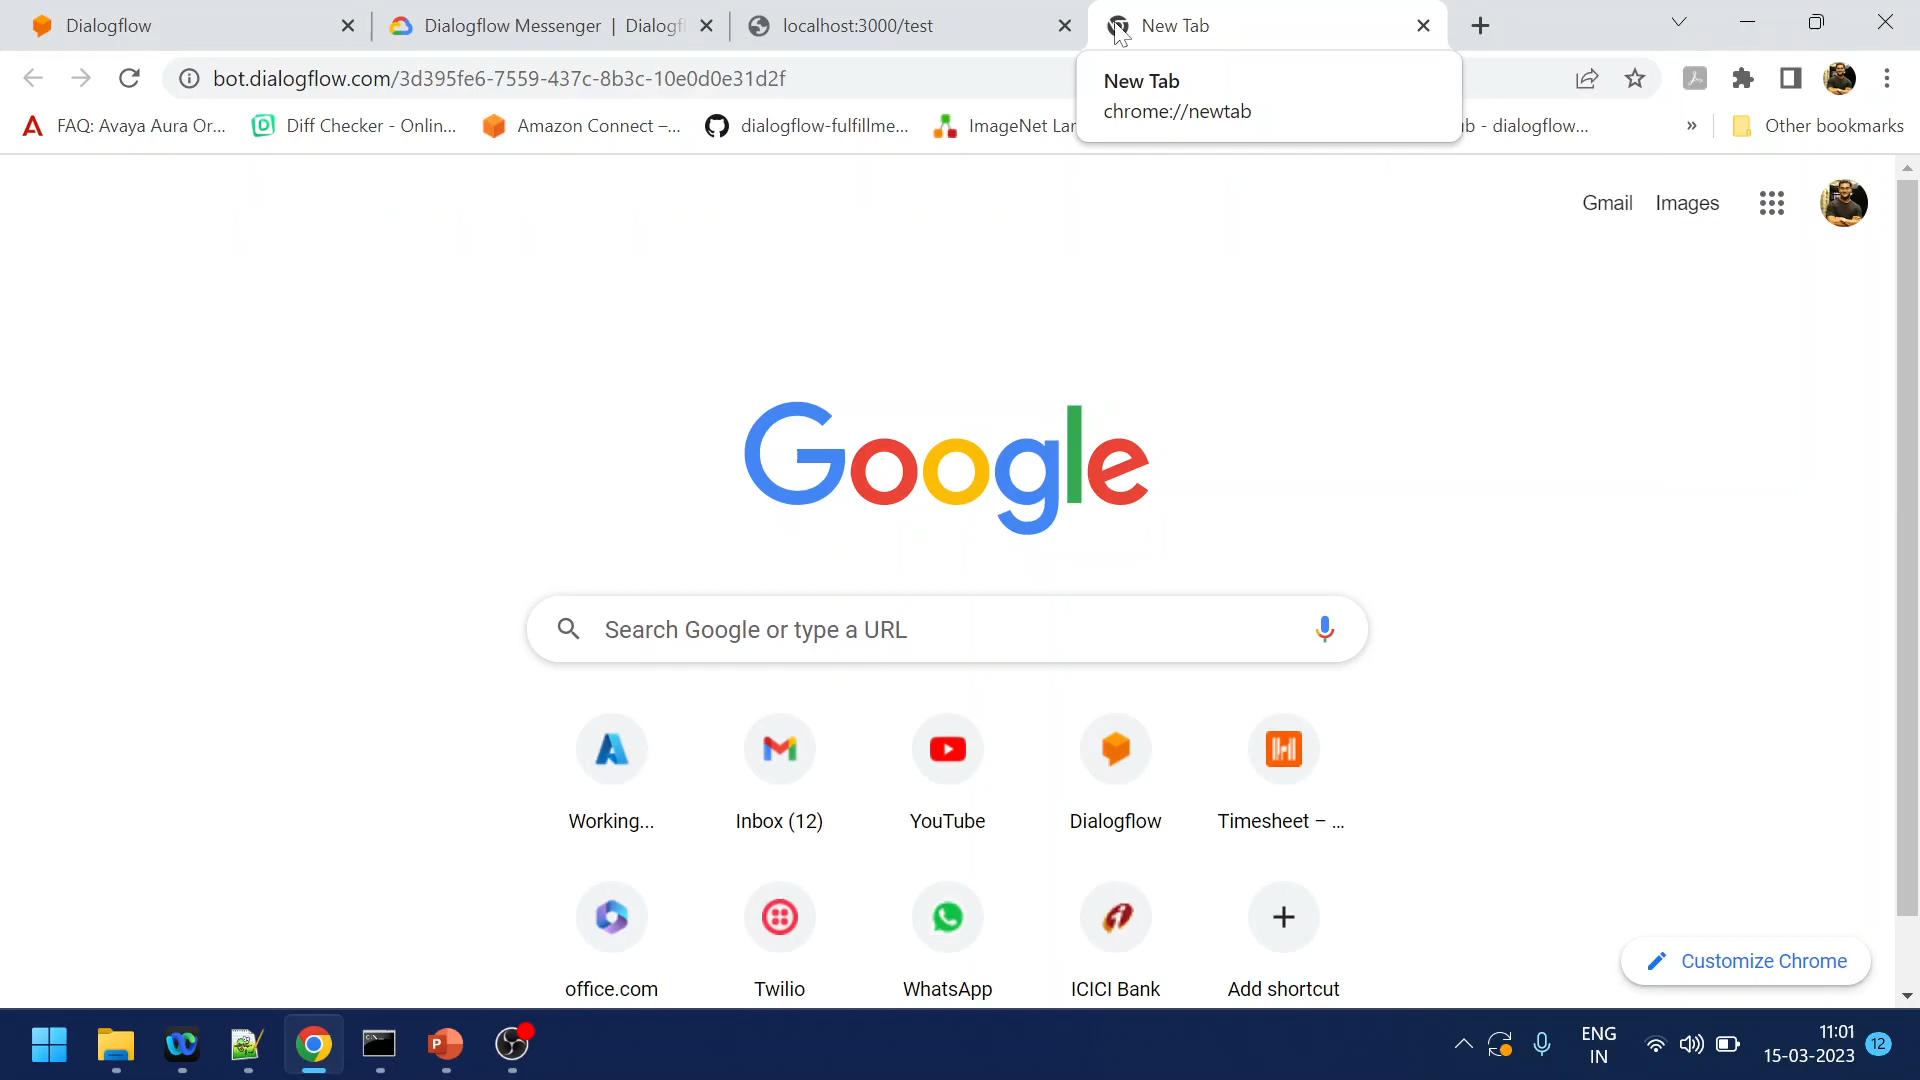 Dialogflow
Dialogflow Messenger | Dialogfl
localhost:3000/test
New Tab
bot.dialogflow.com/3d395fe6-7559-437c-8b3c-10e0d0e31d2f
New Tab
chrome://newtab
FAQ: Avaya Aura Or...
Diff Checker - Onlin...
Amazon Connect –...
dialogflow-fulfillme...
ImageNet Lar
b - dialogflow...
»
Other bookmarks
Gmail
Images
Google
Search Google or type a URL
Working...
Inbox (12)
YouTube
Dialogflow
Timesheet – ...
office.com
Twilio
WhatsApp
ICICI Bank
Add shortcut
Customize Chrome
ENG
IN
11:01
15-03-2023
12